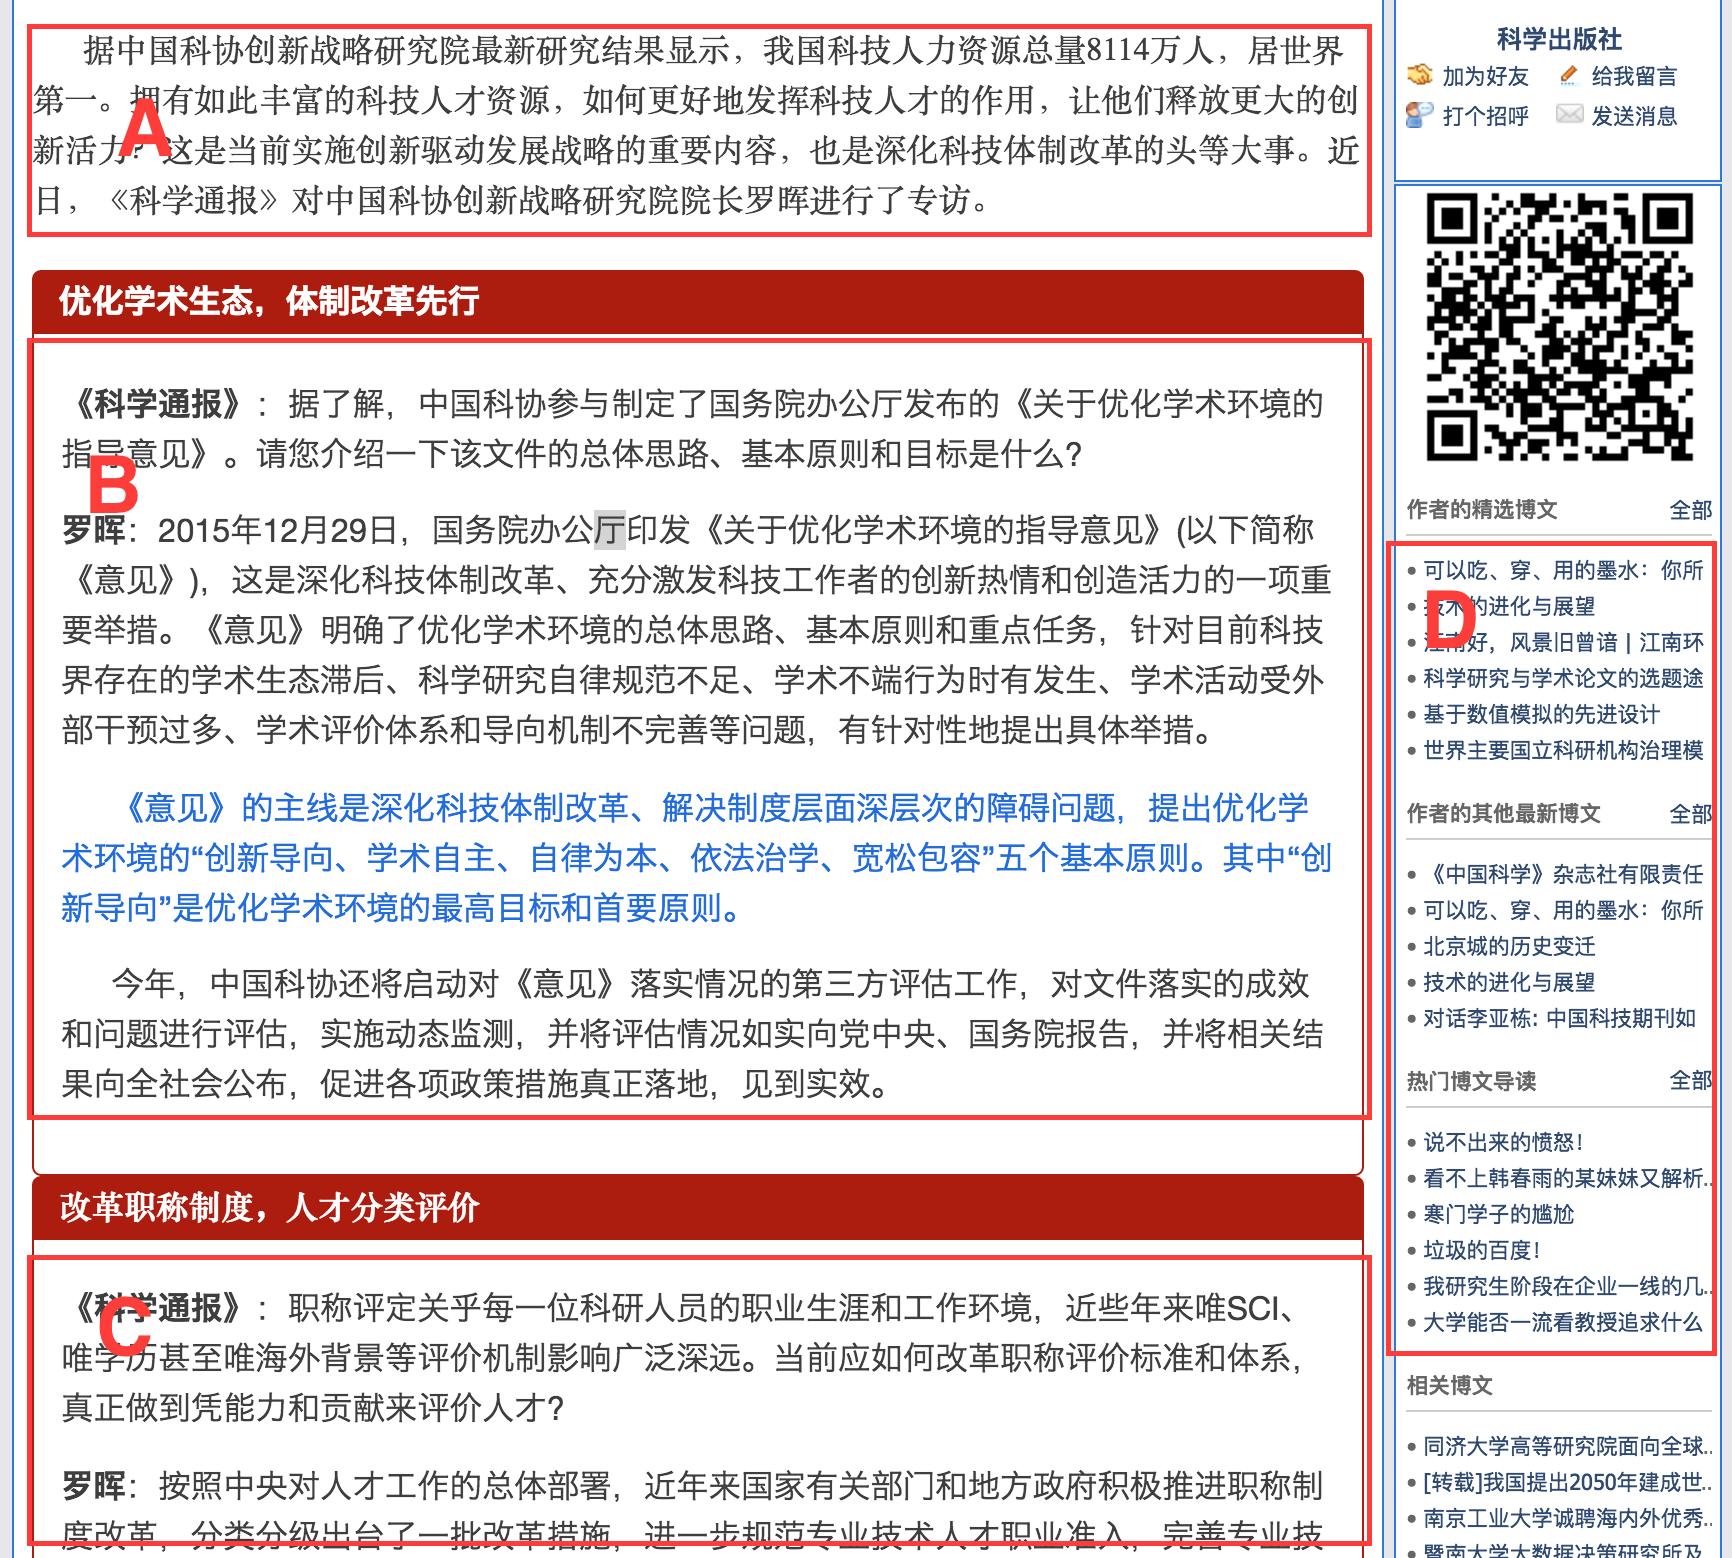 据中国科协创新战略研究院最新研究结果显示，我国科技人力资源总量8114万人，居世界
第一。拥有如此丰富的科技人才资源，如何更好地发挥科技人才的作用，让他们释放更大的创
新活力？这是当前实施创新驱动发展战略的重要内容，也是深化科技体制改革的头等大事。近
日，《科学通报》对中国科协创新战略研究院院长罗晖进行了专访。
A
优化学术生态，体制改革先行
《科学通报》：据了解，中国科协参与制定了国务院办公厅发布的《关于优化学术环境的
指导意见》。请您介绍一下该文件的总体思路、基本原则和目标是什么？
B
罗晖：2015年12月29日，国务院办公厅印发《关于优化学术环境的指导意见》(以下简称
《意见》)，这是深化科技体制改革、充分激发科技工作者的创新热情和创造活力的一项重
要举措。《意见》明确了优化学术环境的总体思路、基本原则和重点任务，针对目前科技
界存在的学术生态滞后、科学研究自律规范不足、学术不端行为时有发生、学术活动受外
部干预过多、学术评价体系和导向机制不完善等问题，有针对性地提出具体举措。
《意见》的主线是深化科技体制改革、解决制度层面深层次的障碍问题，提出优化学
术环境的“创新导向、学术自主、自律为本、依法治学、宽松包容”五个基本原则。其中“创
新导向”是优化学术环境的最高目标和首要原则。
今年，中国科协还将启动对《意见》落实情况的第三方评估工作，对文件落实的成效
和问题进行评估，实施动态监测，并将评估情况如实向党中央、国务院报告，并将相关结
果向全社会公布，促进各项政策措施真正落地，见到实效。
改革职称制度，人才分类评价
《科学通报》：职称评定关乎每一位科研人员的职业生涯和工作环境，近些年来唯SCI、
唯学历甚至唯海外背景等评价机制影响广泛深远。当前应如何改革职称评价标准和体系，
真正做到凭能力和贡献来评价人才？
C
罗晖：按照中央对人才工作的总体部署，近年来国家有关部门和地方政府积极推进职称制
度改革，分类分级出台了一批改革措施，进一步规范专业技术人才职业准入，完善专业技
科学出版社
加为好友 给我留言
打个招呼 发送消息
作者的精选博文 全部
• 可以吃、穿、用的墨水：你所
• 技术的进化与展望
• 江南好，风景旧曾谙 | 江南环
D
• 科学研究与学术论文的选题途
• 基于数值模拟的先进设计
• 世界主要国立科研机构治理模
作者的其他最新博文 全部
• 《中国科学》杂志社有限责任
• 可以吃、穿、用的墨水：你所
• 北京城的历史变迁
• 技术的进化与展望
• 对话李亚栋: 中国科技期刊如
热门博文导读 全部
• 说不出来的愤怒！
• 看不上韩春雨的某妹妹又解析..
• 寒门学子的尴尬
• 垃圾的百度！
• 我研究生阶段在企业一线的几..
• 大学能否一流看教授追求什么
相关博文
• 同济大学高等研究院面向全球..
• [转载]我国提出2050年建成世..
• 南京工业大学诚聘海内外优秀..
• 暨南大学大数据决策研究所及